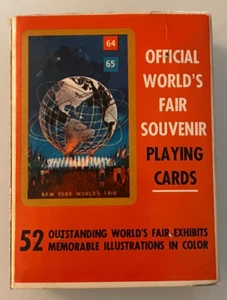 64
65
NEW YORK WORLD'S FAIR
OFFICIAL
WORLD'S
FAIR
SOUVENIR
PLAYING
CARDS
52 OUTSTANDING WORLD'S FAIR EXHIBITS
MEMORABLE ILLUSTRATIONS IN COLOR